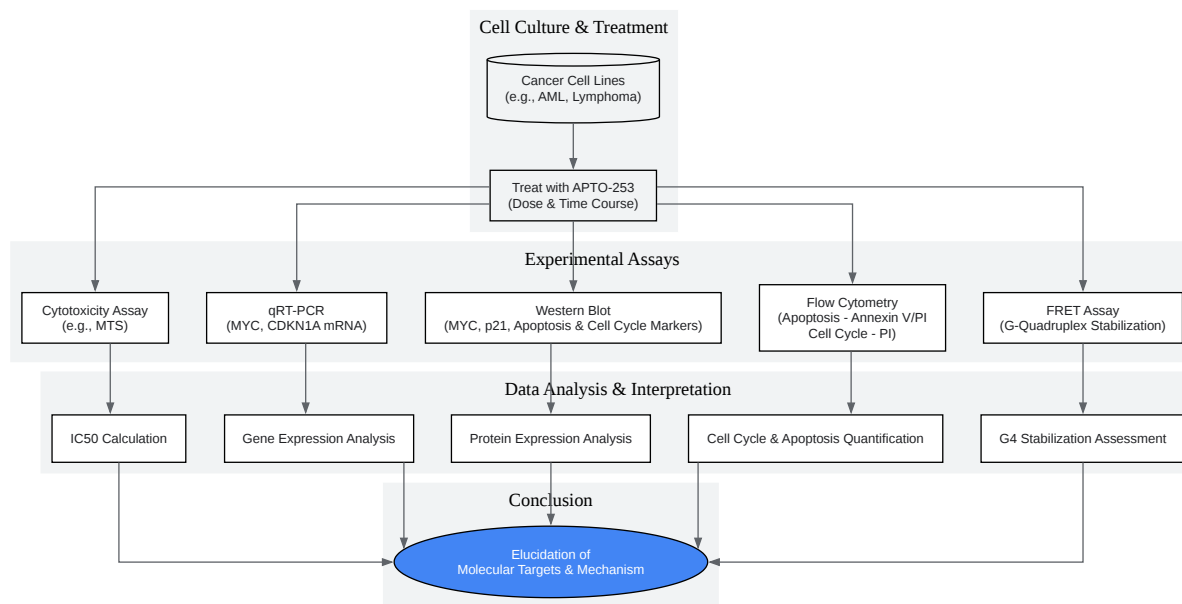 Cell Culture & Treatment
Cancer Cell Lines
(e.g., AML, Lymphoma)
Treat with APTO-253
(Dose & Time Course)
Experimental Assays
Cytotoxicity Assay
(e.g., MTS)
qRT-PCR
(MYC, CDKN1A mRNA)
Western Blot
(MYC, p21, Apoptosis & Cell Cycle Markers)
Flow Cytometry
(Apoptosis - Annexin V/PI
Cell Cycle - PI)
FRET Assay
(G-Quadruplex Stabilization)
Data Analysis & Interpretation
IC50 Calculation
Gene Expression Analysis
Protein Expression Analysis
Cell Cycle & Apoptosis Quantification
G4 Stabilization Assessment
Conclusion
Elucidation of
Molecular Targets & Mechanism